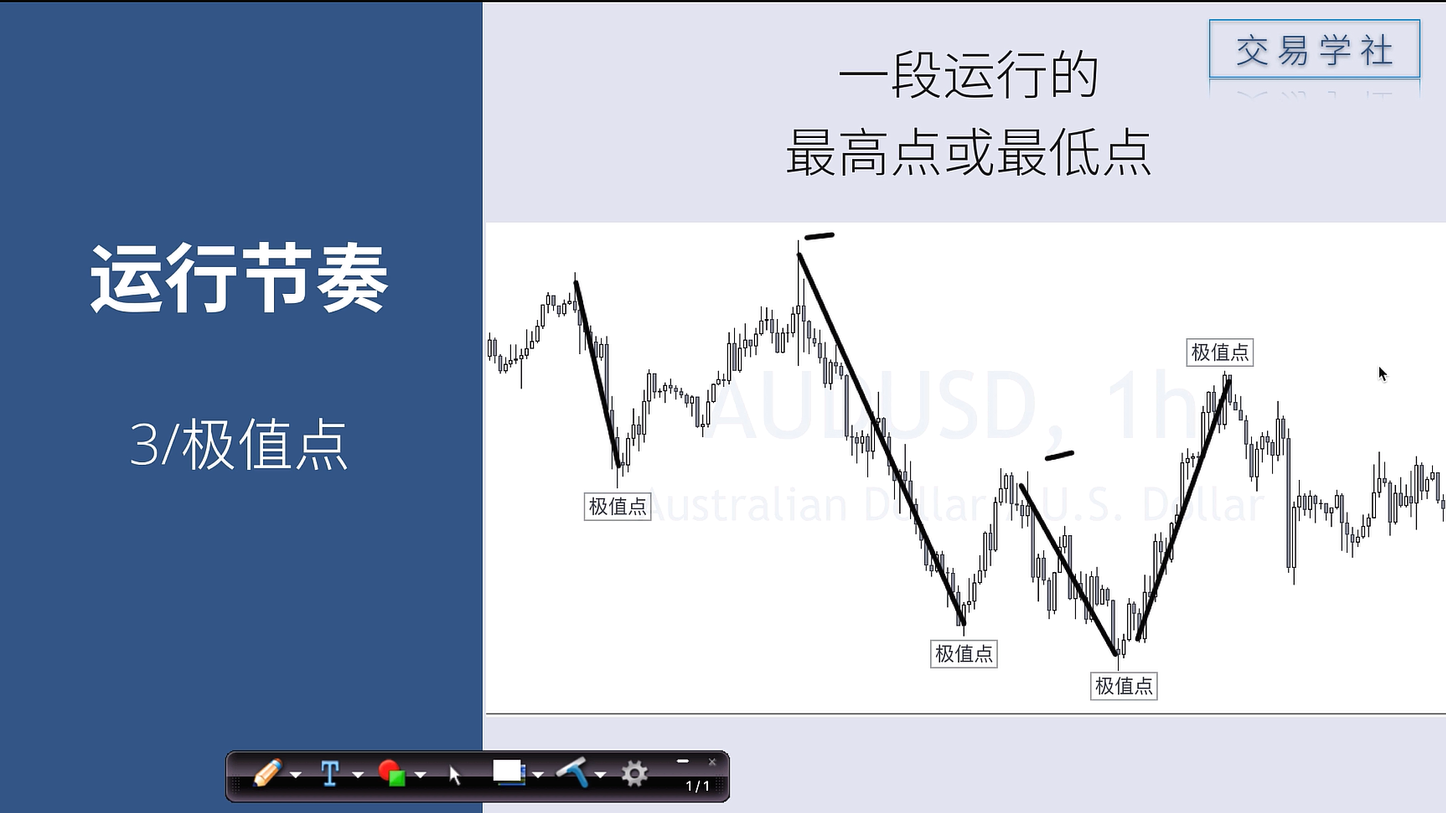 交易学社
一段运行的
最高点或最低点
运行节奏
3/极值点
AUDUSD, 1h
Australian Dollar / U.S. Dollar
极值点
极值点
极值点
极值点
T
1/1